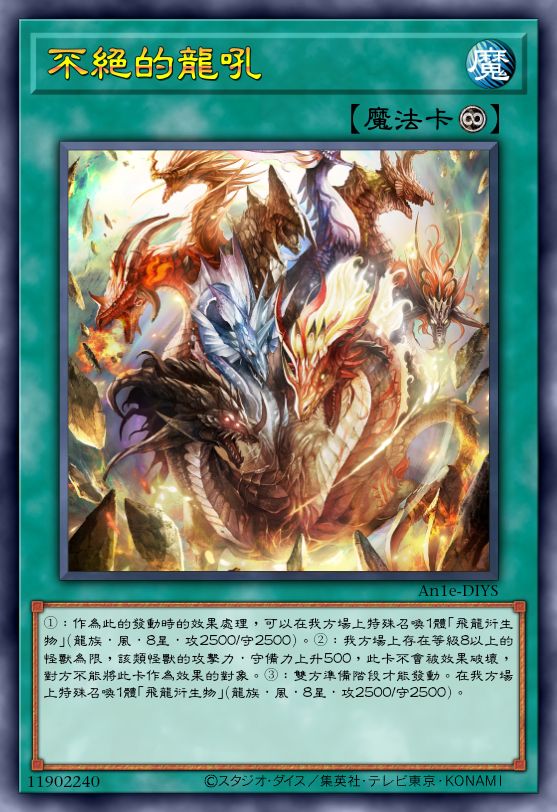 不絕的龍吼
魔
【魔法卡♾】
An1e-DIYS
①：作為此的發動時的效果處理，可以在我方場上特殊召喚1體「飛龍衍生
物」(龍族．風．8星．攻2500/守2500)。②：我方場上存在等級8以上的
怪獸為限，該類怪獸的攻擊力．守備力上升500，此卡不會被效果破壞，
對方不能將此卡作為效果的對象。③：雙方準備階段才能發動。在我方場
上特殊召喚1體「飛龍衍生物」(龍族．風．8星．攻2500/守2500)。
11902240
©スタジオ・ダイス／集英社・テレビ東京・KONAMI